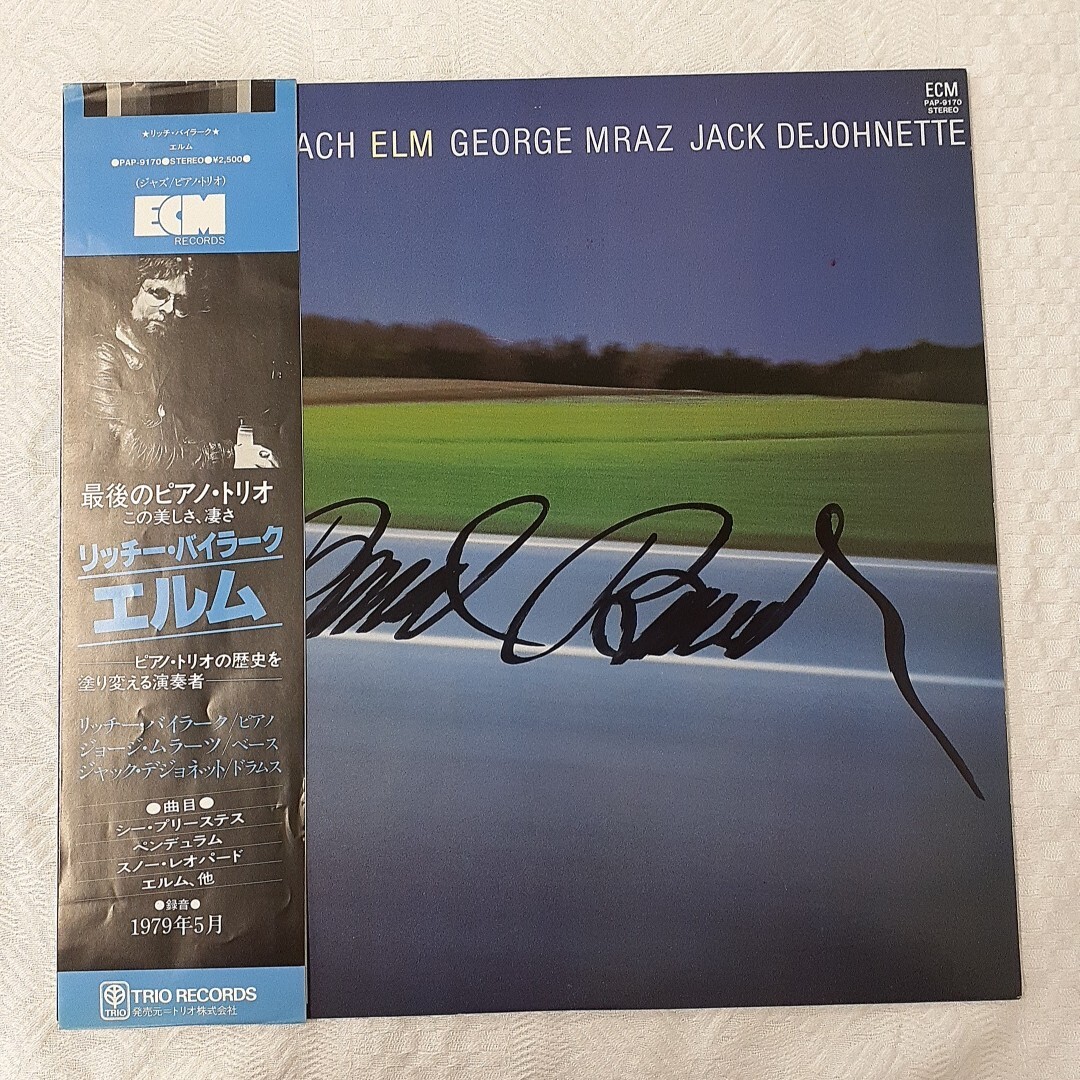 ★リッチ・バイラーク★
エルム
●PAP-9170●STEREO●¥2,500●
(ジャズ/ピアノ・トリオ)
ECM
RECORDS
最後のピアノ・トリオ
この美しさ、凄さ
リッチー・バイラーク
エルム
──ピアノ・トリオの歴史を
塗り変える演奏者──
リッチー・バイラーク/ピアノ
ジョージ・ムラーツ/ベース
ジャック・デジョネット/ドラムス
●曲目●
シー・プリーステス
ペンデュラム
スノー・レオパード
エルム、他
●録音●
1979年5月
TRIO
TRIO RECORDS
発売元=トリオ株式会社
ECM
PAP-9170
STEREO
ACH ELM GEORGE MRAZ JACK DEJOHNETTE